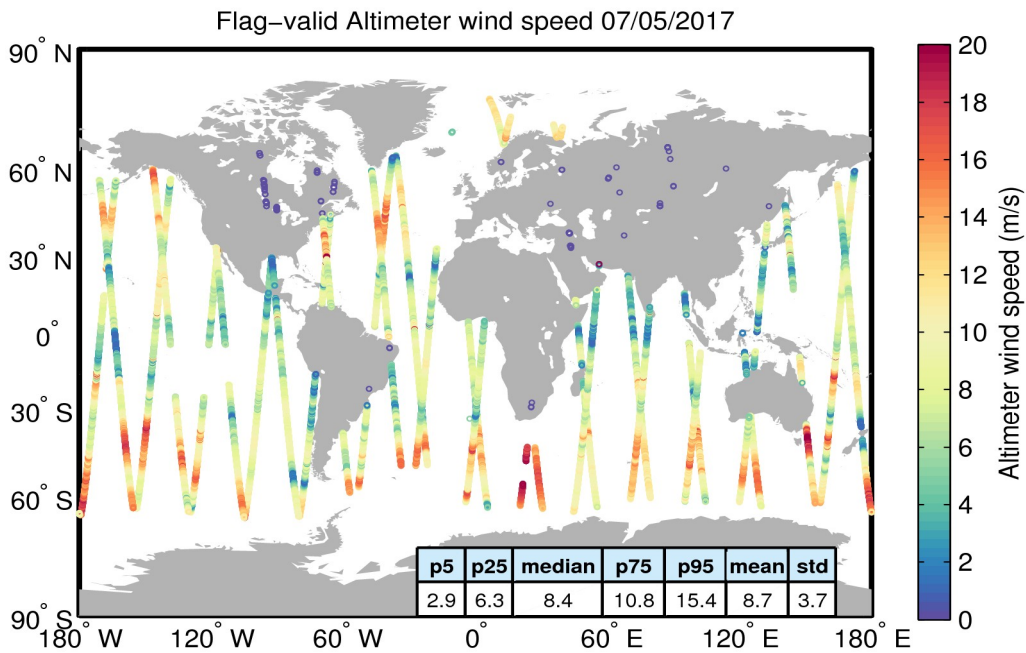 Flag−valid Altimeter wind speed 07/05/2017
90° N
60° N
30° N
0°
30° S
60° S
90° S
180° W
120° W
60° W
0°
60° E
120° E
180° E
p5 p25 median p75 p95 mean std
2.9 6.3 8.4 10.8 15.4 8.7 3.7
20
18
16
14
12
10
8
6
4
2
0
Altimeter wind speed (m/s)